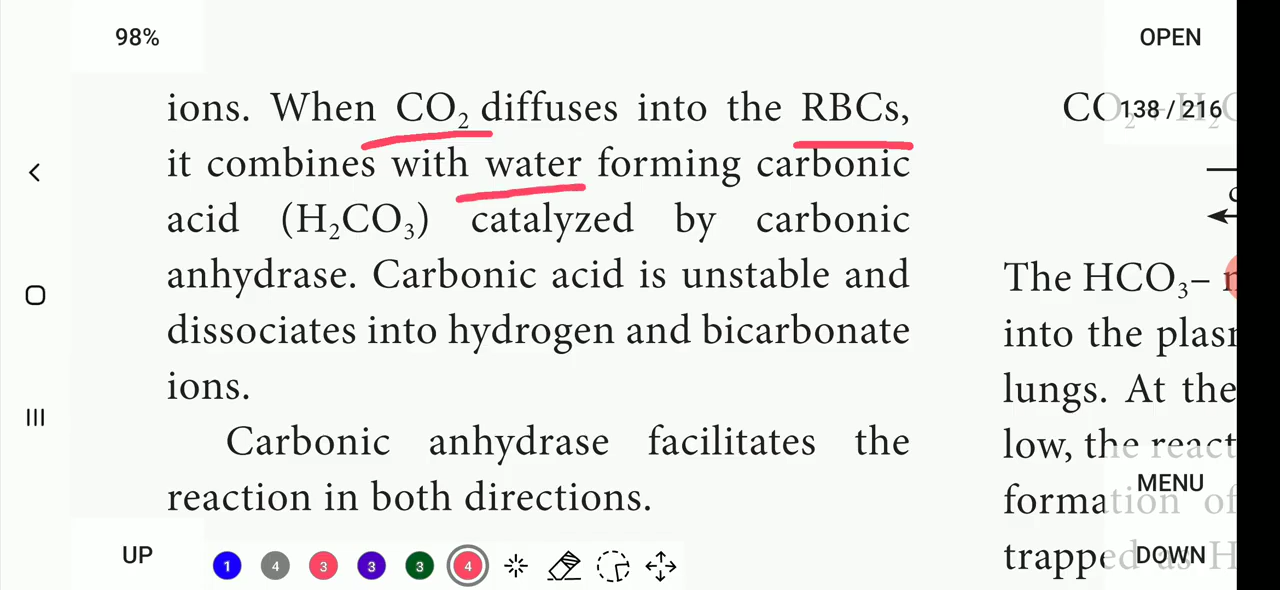 98%
OPEN
138 / 216
ions. When CO₂ diffuses into the RBCs,
it combines with water forming carbonic
acid (H₂CO₃) catalyzed by carbonic
anhydrase. Carbonic acid is unstable and
dissociates into hydrogen and bicarbonate
ions.
Carbonic anhydrase facilitates the
reaction in both directions.
CO₂ H₂
The HCO₃–
into the
lungs. At the
low, the
formation of
as H
MENU
UP
DOWN
1 4 3 3 3 4